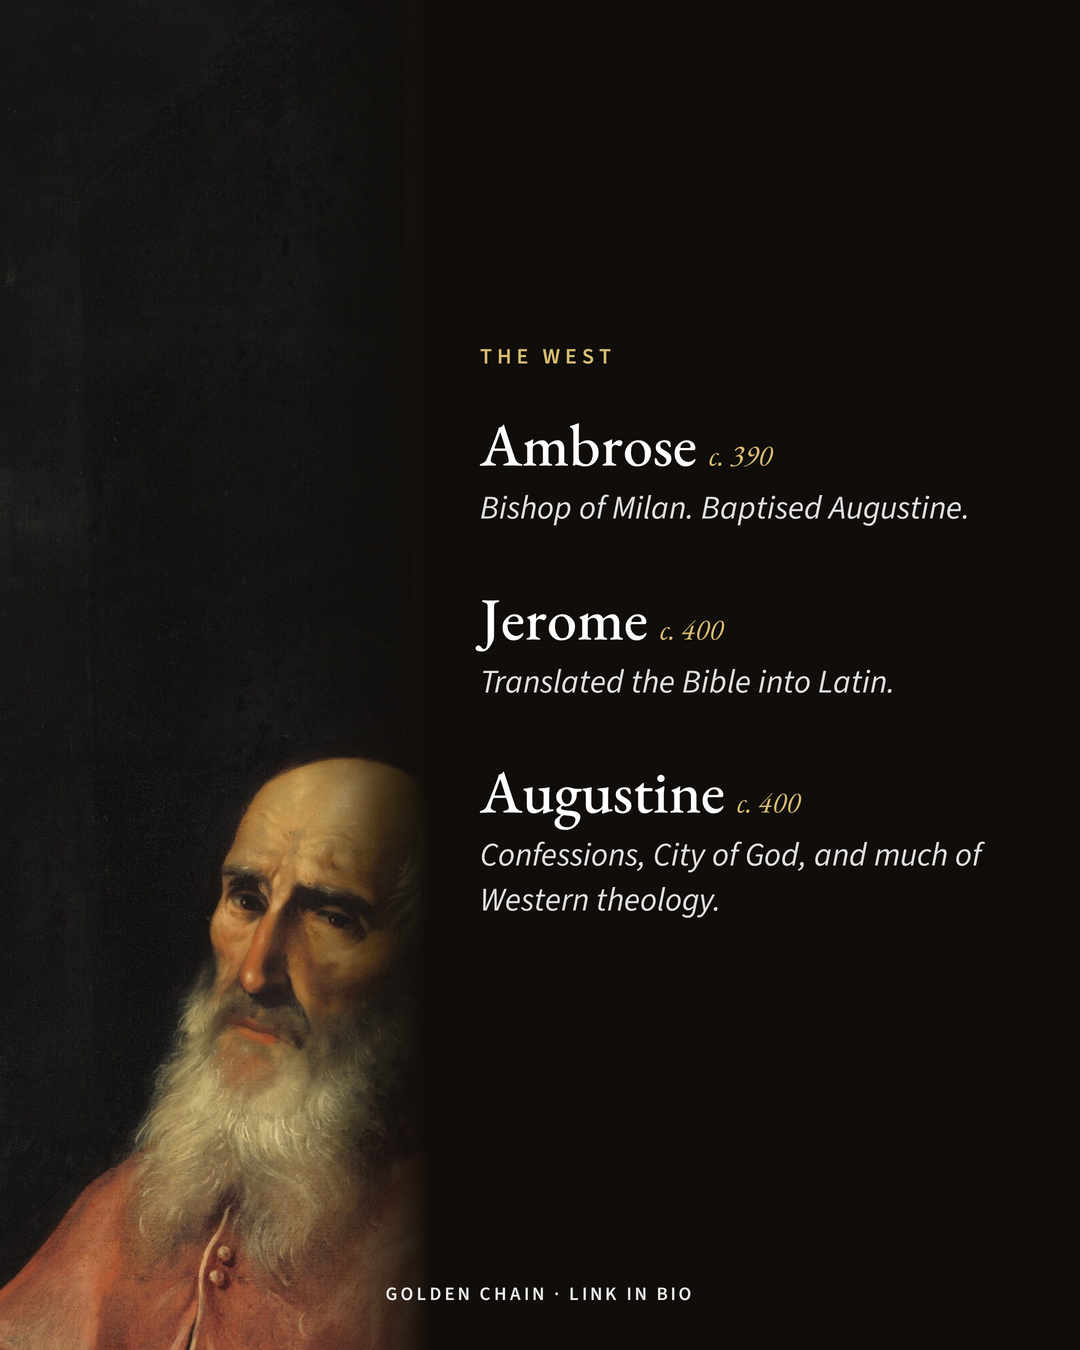 THE WEST
Ambrose c. 390
Bishop of Milan. Baptised Augustine.
Jerome c. 400
Translated the Bible into Latin.
Augustine c. 400
Confessions, City of God, and much of
Western theology.
GOLDEN CHAIN · LINK IN BIO